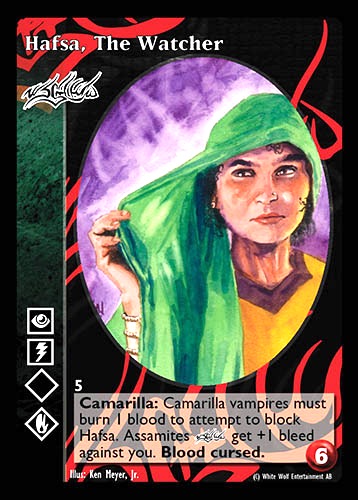 Hafsa, The Watcher
5
Camarilla: Camarilla vampires must
burn 1 blood to attempt to block
Hafsa. Assamites get +1 bleed
against you. Blood cursed.
6
Illus: Ken Meyer, Jr.
(C) White Wolf Entertainment AB